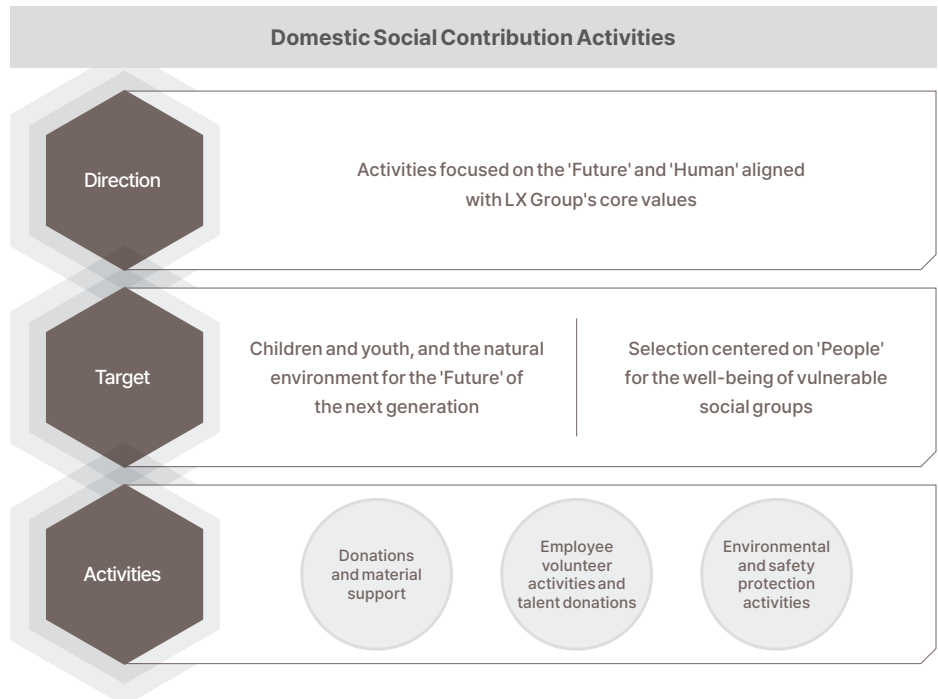 Domestic Social Contribution Activities
Direction
Activities focused on the 'Future' and 'Human' aligned
with LX Group's core values
Target
Children and youth, and the natural
environment for the 'Future' of
the next generation
Selection centered on 'People'
for the well-being of vulnerable
social groups
Activities
Donations
and material
support
Employee
volunteer
activities and
talent donations
Environmental
and safety
protection
activities